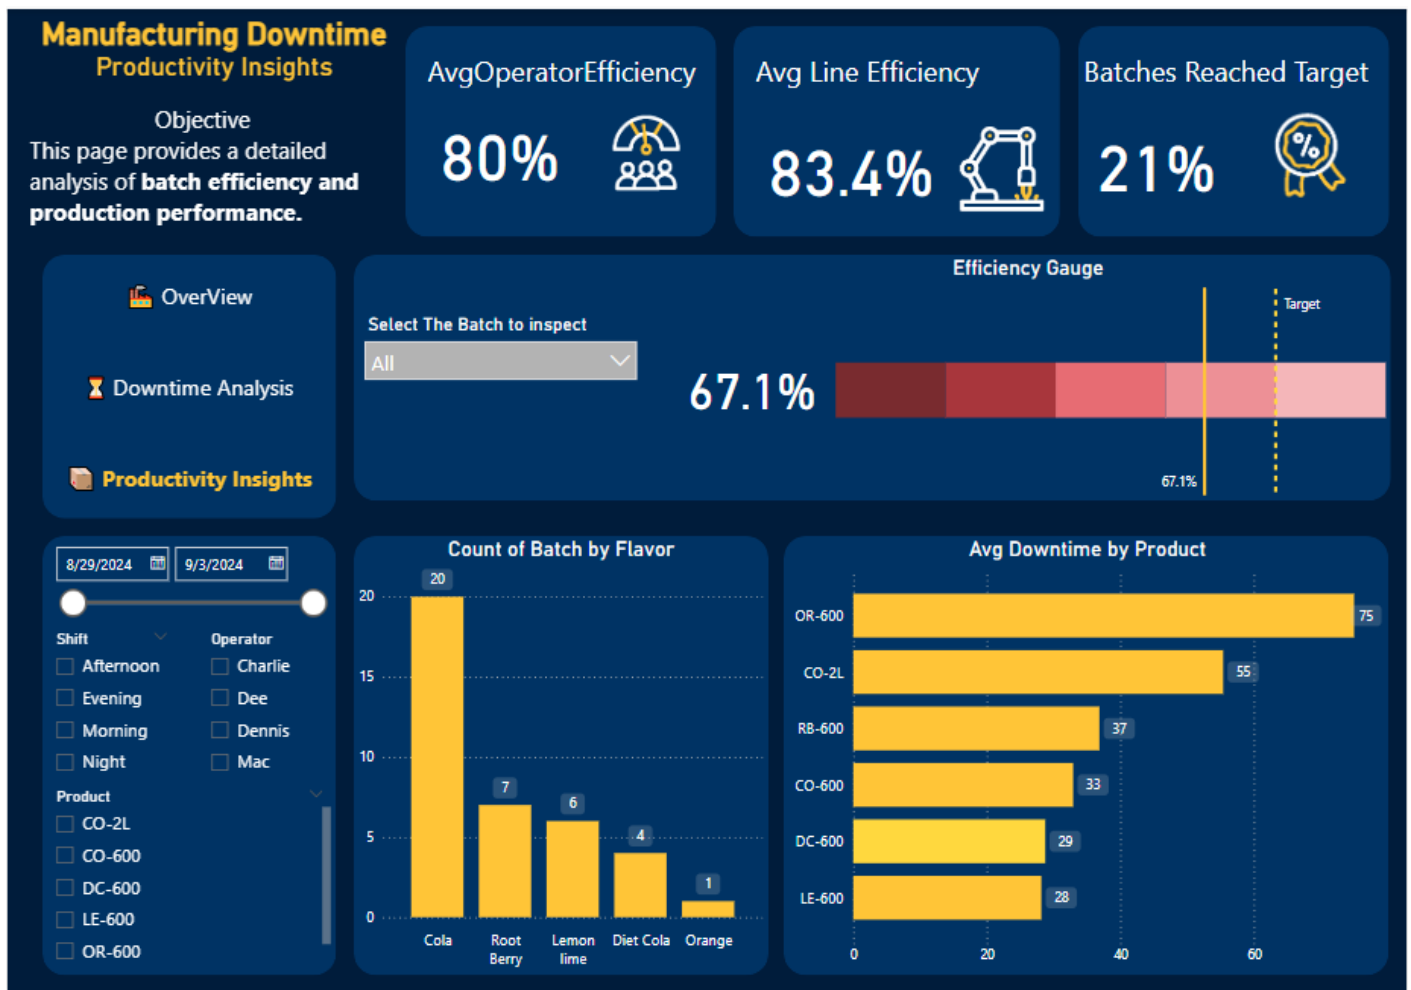 Manufacturing Downtime
Productivity Insights
Objective
This page provides a detailed
analysis of batch efficiency and
production performance.
AvgOperatorEfficiency
80%
Avg Line Efficiency
83.4%
Batches Reached Target
21%
%
OverView
Downtime Analysis
Productivity Insights
Efficiency Gauge
Select The Batch to inspect
All
67.1%
Target
67.1%
8/29/2024
9/3/2024
Shift
Afternoon
Evening
Morning
Night
Operator
Charlie
Dee
Dennis
Mac
Product
CO-2L
CO-600
DC-600
LE-600
OR-600
Count of Batch by Flavor
20
15
10
5
0
20
7
6
4
1
Cola
Root
Berry
Lemon
lime
Diet Cola
Orange
Avg Downtime by Product
OR-600
75
CO-2L
55
RB-600
37
CO-600
33
DC-600
29
LE-600
28
0
20
40
60